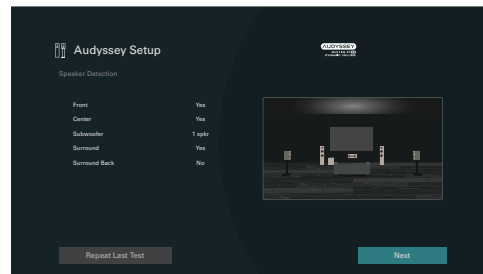 Audyssey Setup
AUDYSSEY
Speaker Detection
Front Yes
Center Yes
Subwoofer 1 spkr
Surround Yes
Surround Back No
Repeat Last Test
Next